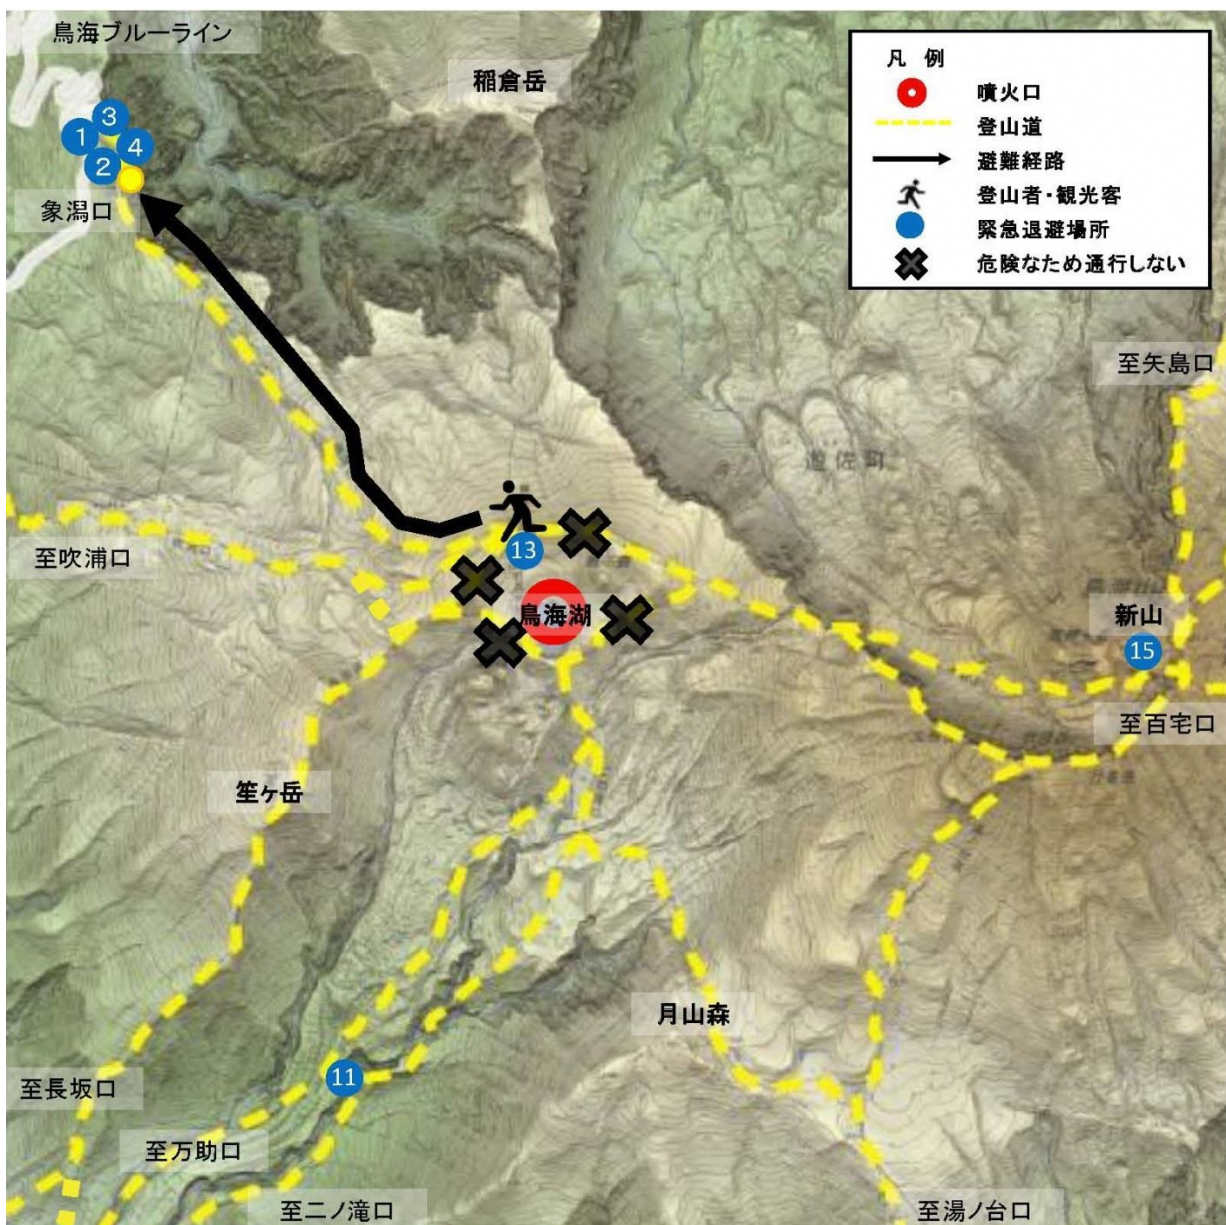 鳥海ブルーライン
稲倉岳
凡 例
噴火口
登山道
避難経路
登山者・観光客
緊急退避場所
危険なため通行しない
3
1
4
2
象潟口
至矢島口
遊佐町
至吹浦口
13
鳥海湖
新山
15
至百宅口
笙ヶ岳
月山森
11
至長坂口
至万助口
至二ノ滝口
至湯ノ台口